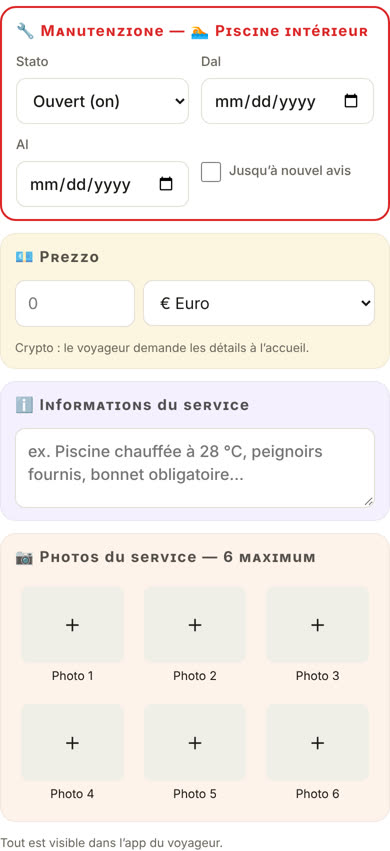 🔧 Manutenzione — 🏊 Piscine intérieur
Stato
Dal
Ouvert (on)
mm/dd/yyyy
Al
mm/dd/yyyy
Jusqu’à nouvel avis
💶 Prezzo
0
€ Euro
Crypto : le voyageur demande les détails à l’accueil.
ℹ️ Informations du service
ex. Piscine chauffée à 28 °C, peignoirs
fournis, bonnet obligatoire…
📷 Photos du service — 6 maximum
+
+
+
Photo 1
Photo 2
Photo 3
+
+
+
Photo 4
Photo 5
Photo 6
Tout est visible dans l’app du voyageur.